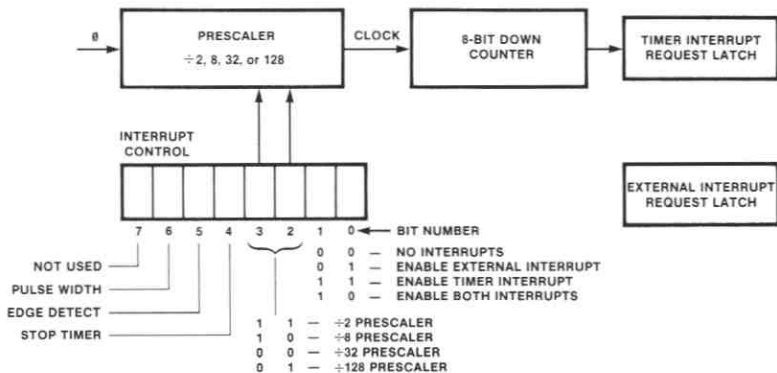 ø
PRESCALER
÷2, 8, 32, or 128
CLOCK
8-BIT DOWN
COUNTER
TIMER INTERRUPT
REQUEST LATCH
INTERRUPT
CONTROL
EXTERNAL INTERRUPT
REQUEST LATCH
7 6 5 4 3 2 1 0 BIT NUMBER
NOT USED
PULSE WIDTH
EDGE DETECT
STOP TIMER
0 0 — NO INTERRUPTS
0 1 — ENABLE EXTERNAL INTERRUPT
1 1 — ENABLE TIMER INTERRUPT
1 0 — ENABLE BOTH INTERRUPTS
1 1 — ÷2 PRESCALER
1 0 — ÷8 PRESCALER
0 0 — ÷32 PRESCALER
0 1 — ÷128 PRESCALER